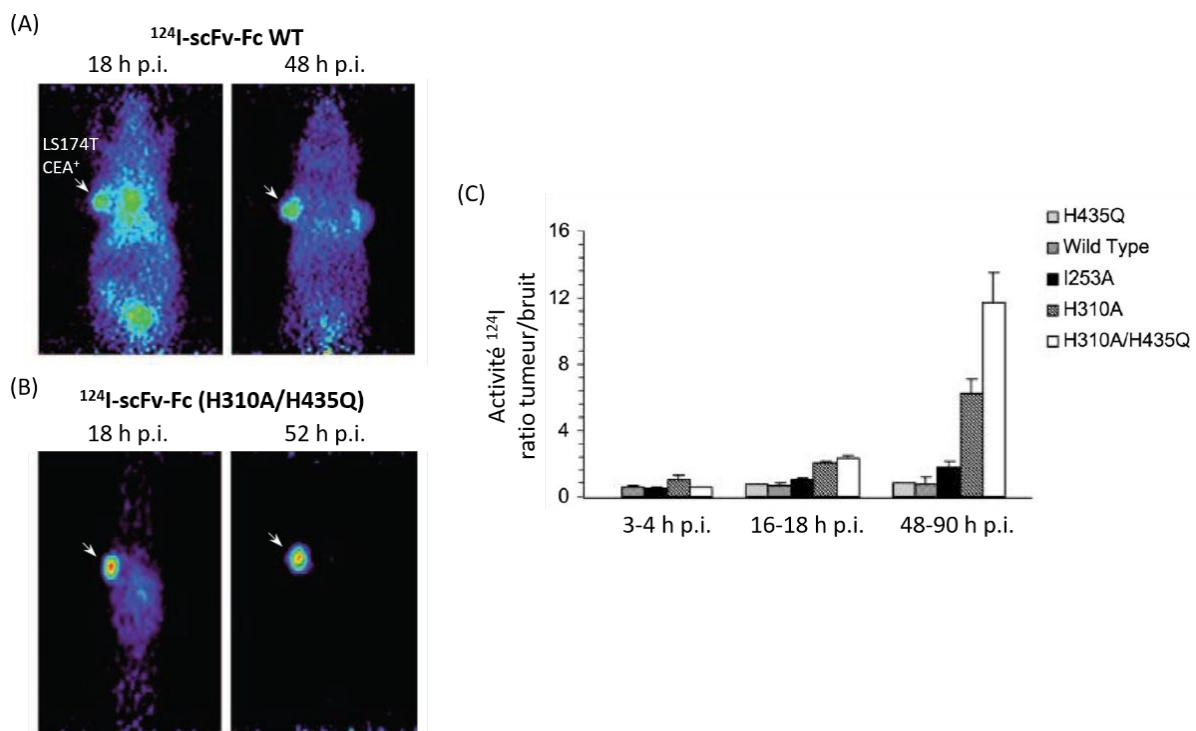 (A)
¹²⁴I-scFv-Fc WT
18 h p.i.
48 h p.i.
LS174T
CEA⁺
(B)
¹²⁴I-scFv-Fc (H310A/H435Q)
18 h p.i.
52 h p.i.
(C)
Activité ¹²⁴I
ratio tumeur/bruit
16
12
8
4
0
3-4 h p.i.
16-18 h p.i.
48-90 h p.i.
H435Q
Wild Type
I253A
H310A
H310A/H435Q